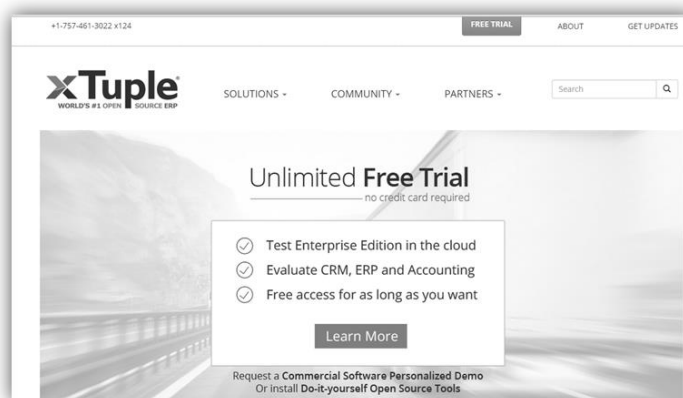 +1-757-461-3022 x124
FREE TRIAL
ABOUT
GET UPDATES
xTuple
WORLD'S #1 OPEN SOURCE ERP
SOLUTIONS
COMMUNITY
PARTNERS
Search
Unlimited Free Trial
no credit card required
Test Enterprise Edition in the cloud
Evaluate CRM, ERP and Accounting
Free access for as long as you want
Learn More
Request a Commercial Software Personalized Demo
Or install Do-it-yourself Open Source Tools